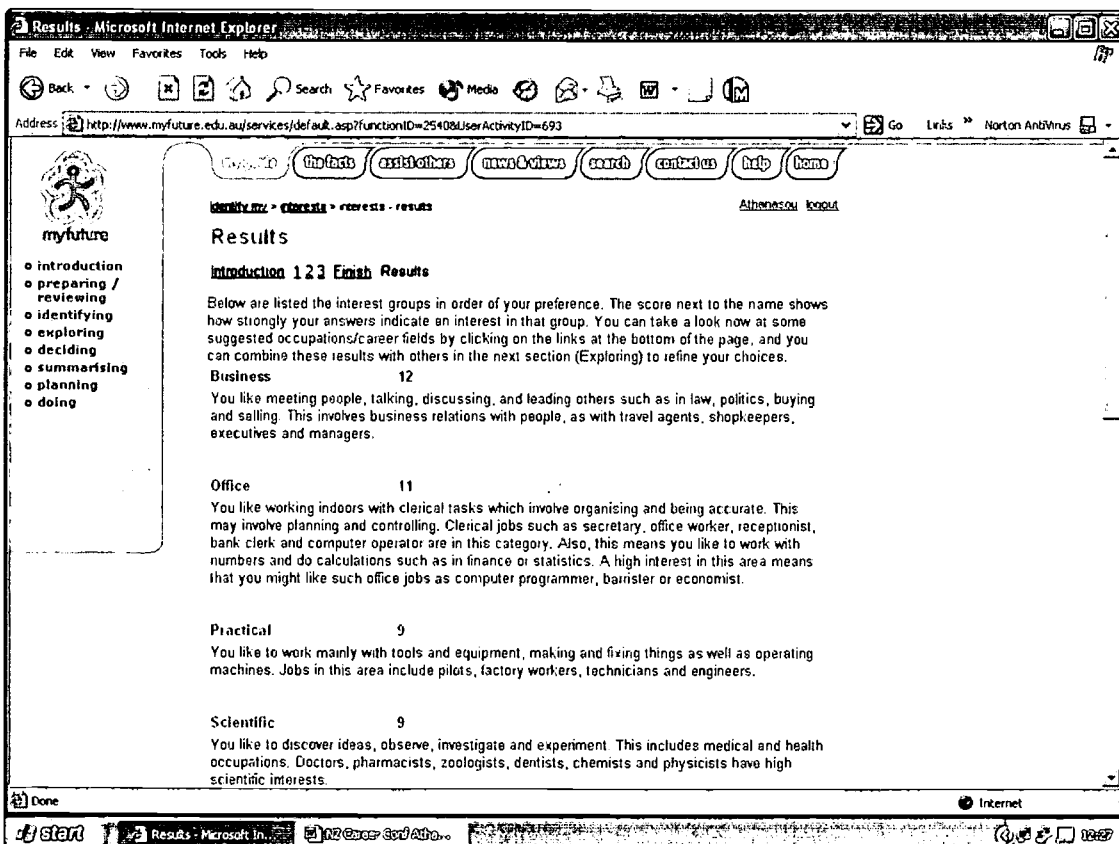 Results - Microsoft Internet Explorer
File Edit View Favorites Tools Help
Back Search Favorites Media
Address http://www.myfuture.edu.au/services/default.asp?functionID=2540&UserActivityID=693 Go Links » Norton AntiVirus
the facts assist others news & views search contact us help home
identify my > interests > interests - results Athanasou logout
myfuture
Results
introduction
preparing /
reviewing
identifying
exploring
deciding
summarising
planning
doing
Introduction 1 2 3 Finish Results
Below are listed the interest groups in order of your preference. The score next to the name shows
how strongly your answers indicate an interest in that group. You can take a look now at some
suggested occupations/career fields by clicking on the links at the bottom of the page, and you
can combine these results with others in the next section (Exploring) to refine your choices.
Business 12
You like meeting people, talking, discussing, and leading others such as in law, politics, buying
and selling. This involves business relations with people, as with travel agents, shopkeepers,
executives and managers.
Office 11
You like working indoors with clerical tasks which involve organising and being accurate. This
may involve planning and controlling. Clerical jobs such as secretary, office worker, receptionist,
bank clerk and computer operator are in this category. Also, this means you like to work with
numbers and do calculations such as in finance or statistics. A high interest in this area means
that you might like such office jobs as computer programmer, barrister or economist.
Practical 9
You like to work mainly with tools and equipment, making and fixing things as well as operating
machines. Jobs in this area include pilots, factory workers, technicians and engineers.
Scientific 9
You like to discover ideas, observe, investigate and experiment. This includes medical and health
occupations. Doctors, pharmacists, zoologists, dentists, chemists and physicists have high
scientific interests.
Done Internet
start Results - Microsoft In... NZ Career Conf Atha... 12:27